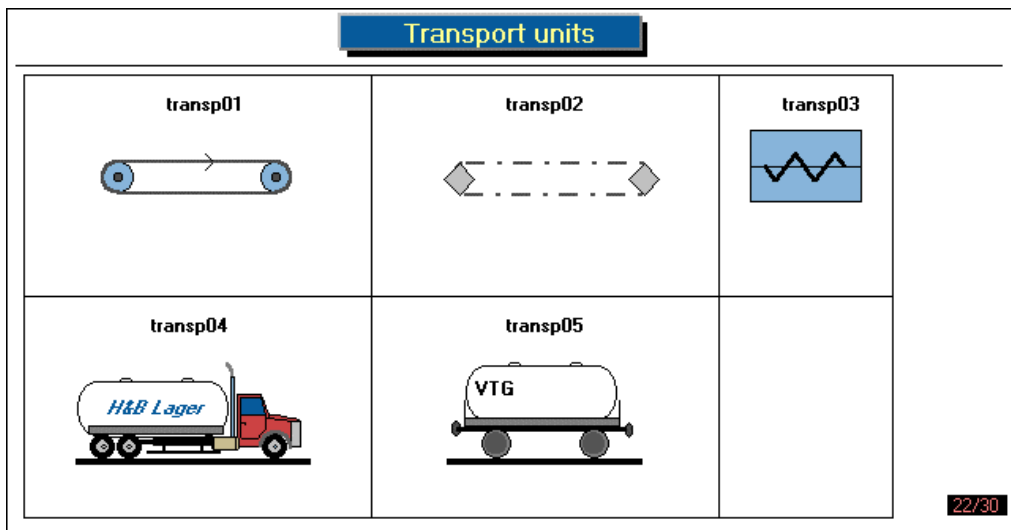 Transport units
transp01
transp02
transp03
transp04
transp05
H&B Lager
VTG
22/30